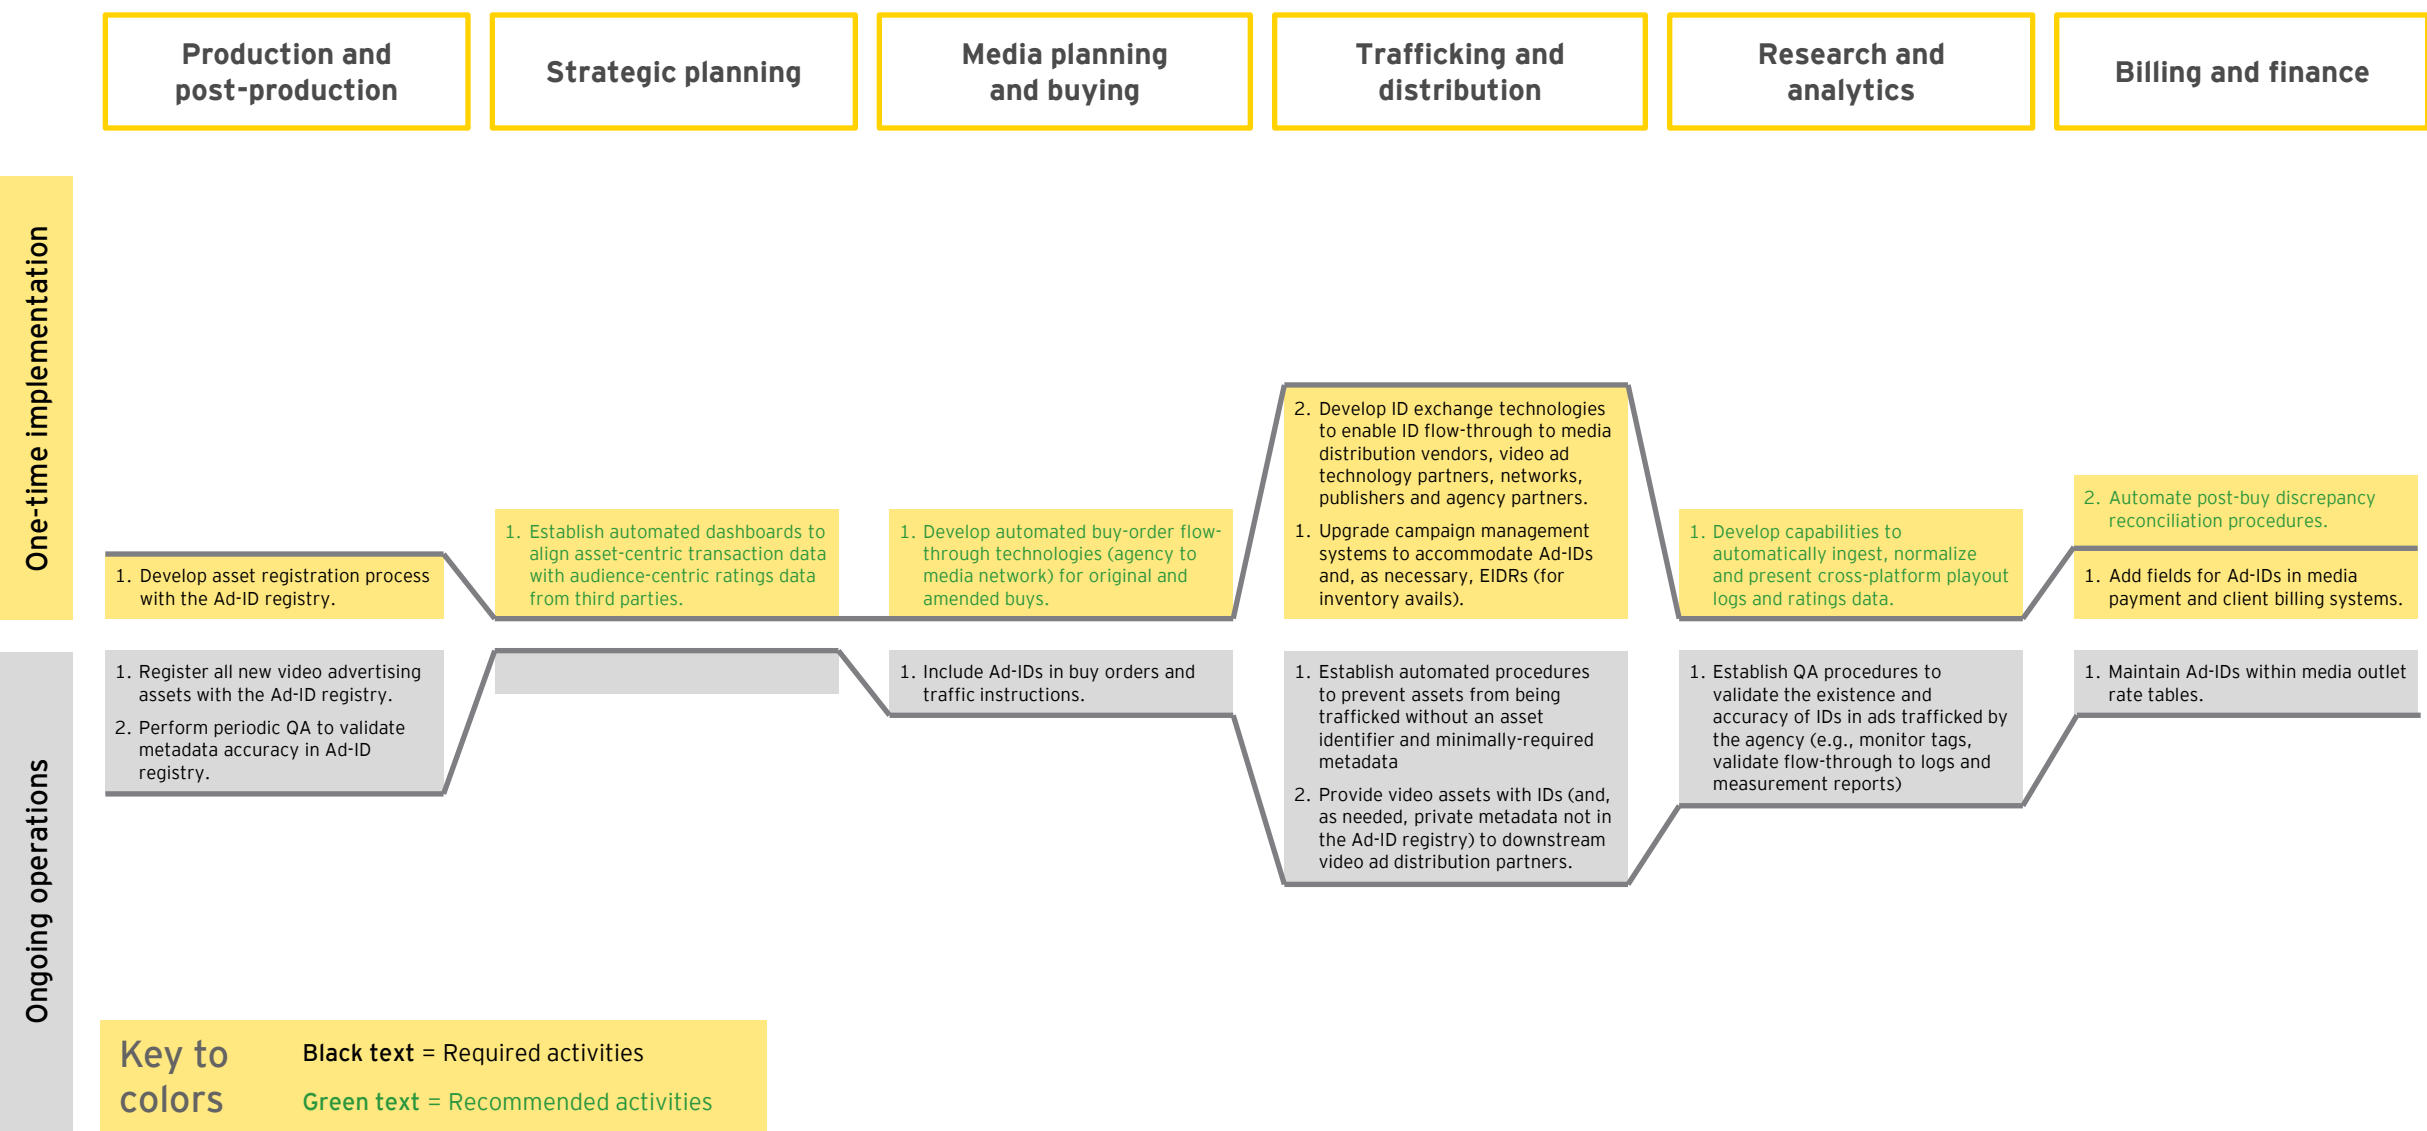 Production and
post-production
Strategic planning
Media planning
and buying
Trafficking and
distribution
Research and
analytics
Billing and finance
One-time implementation
1. Develop asset registration process
with the Ad-ID registry.
1. Establish automated dashboards to
align asset-centric transaction data
with audience-centric ratings data
from third parties.
1. Develop automated buy-order flow-
through technologies (agency to
media network) for original and
amended buys.
2. Develop ID exchange technologies
to enable ID flow-through to media
distribution vendors, video ad
technology partners, networks,
publishers and agency partners.
1. Upgrade campaign management
systems to accommodate Ad-IDs
and, as necessary, EIDRs (for
inventory avails).
1. Develop capabilities to
automatically ingest, normalize
and present cross-platform playout
logs and ratings data.
2. Automate post-buy discrepancy
reconciliation procedures.
1. Add fields for Ad-IDs in media
payment and client billing systems.
Ongoing operations
1. Register all new video advertising
assets with the Ad-ID registry.
2. Perform periodic QA to validate
metadata accuracy in Ad-ID
registry.
1. Include Ad-IDs in buy orders and
traffic instructions.
1. Establish automated procedures
to prevent assets from being
trafficked without an asset
identifier and minimally-required
metadata
2. Provide video assets with IDs (and,
as needed, private metadata not in
the Ad-ID registry) to downstream
video ad distribution partners.
1. Establish QA procedures to
validate the existence and
accuracy of IDs in ads trafficked by
the agency (e.g., monitor tags,
validate flow-through to logs and
measurement reports)
1. Maintain Ad-IDs within media outlet
rate tables.
Key to
colors
Black text = Required activities
Green text = Recommended activities